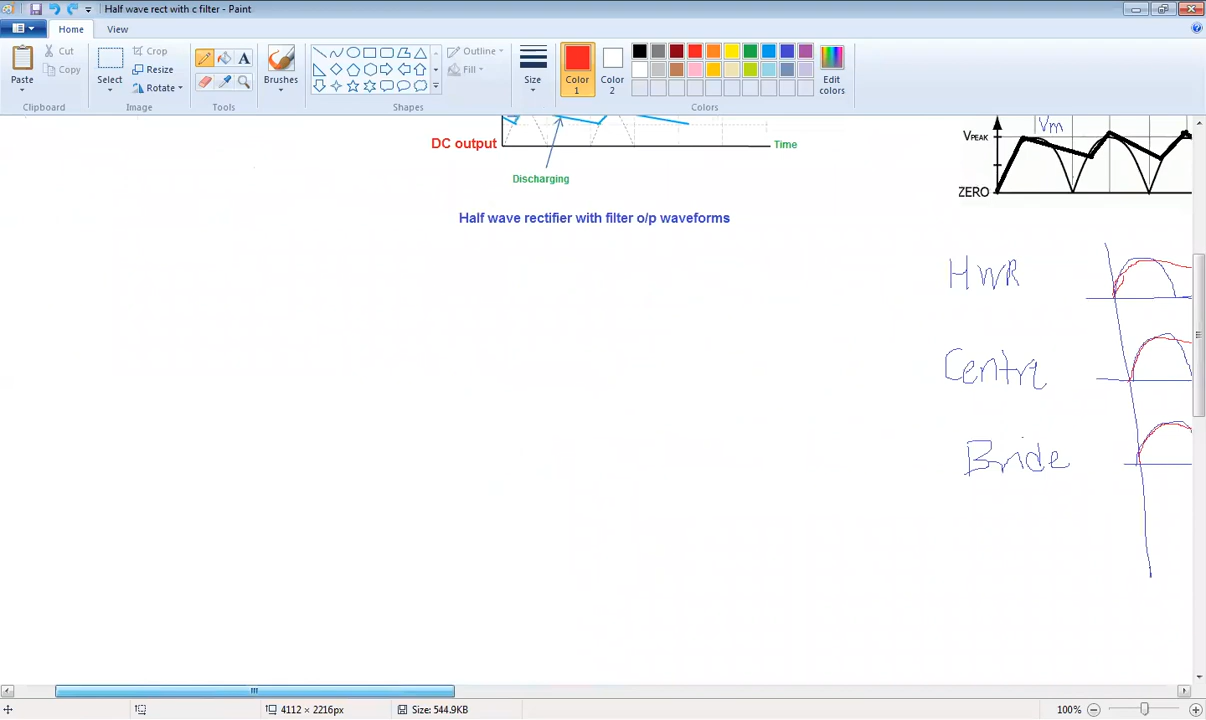 Half wave rect with c filter - Paint
Home View
Paste
Cut
Copy
Clipboard
Select
Crop
Resize
Rotate
Image
A
Tools
Brushes
Shapes
Outline
Fill
Size
Color
1
Color
2
Edit
colors
Colors
DC output
Time
Discharging
Half wave rectifier with filter o/p waveforms
Vm
VPEAK
ZERO
HWR
Centre
Bride
4112 × 2216px
Size: 544.9KB
100%